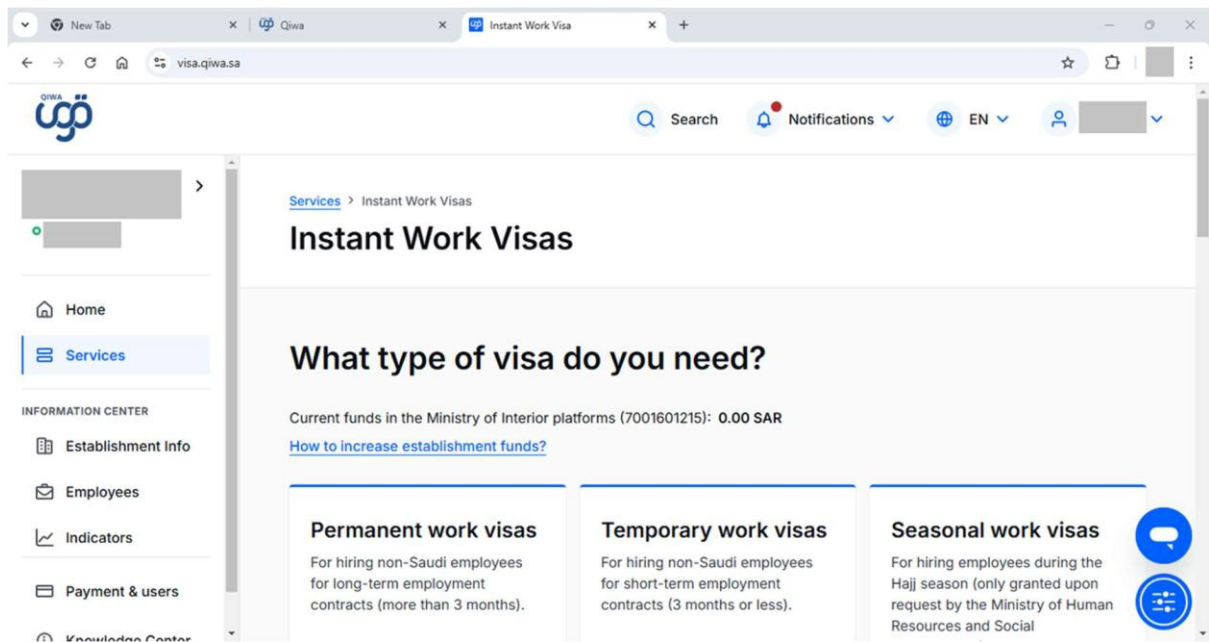 New Tab
Qiwa
Instant Work Visa
visa.qiwa.sa
QIWA
قوى
Search
Notifications
EN
Services > Instant Work Visas
Instant Work Visas
Home
Services
What type of visa do you need?
INFORMATION CENTER
Current funds in the Ministry of Interior platforms (7001601215): 0.00 SAR
Establishment Info
How to increase establishment funds?
Employees
Indicators
Payment & users
Knowledge Center
Permanent work visas
For hiring non-Saudi employees
for long-term employment
contracts (more than 3 months).
Temporary work visas
For hiring non-Saudi employees
for short-term employment
contracts (3 months or less).
Seasonal work visas
For hiring employees during the
Hajj season (only granted upon
request by the Ministry of Human
Resources and Social